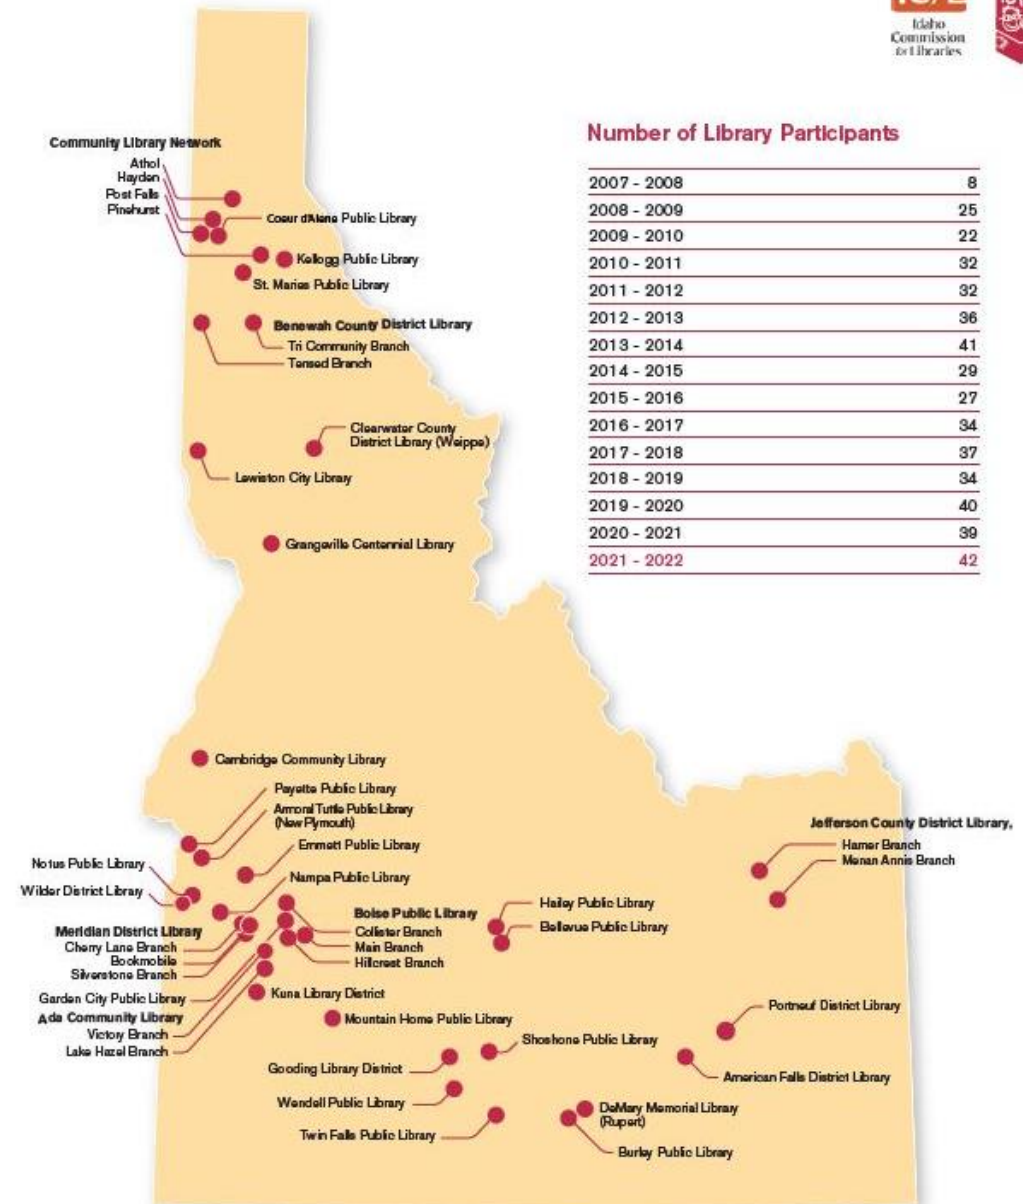 Idaho
Commission
for Libraries
Number of Library Participants
2007 - 2008 8
2008 - 2009 25
2009 - 2010 22
2010 - 2011 32
2011 - 2012 32
2012 - 2013 36
2013 - 2014 41
2014 - 2015 29
2015 - 2016 27
2016 - 2017 34
2017 - 2018 37
2018 - 2019 34
2019 - 2020 40
2020 - 2021 39
2021 - 2022 42
Community Library Network
Athol
Hayden
Post Falls
Pinehurst
Coeur d'Alene Public Library
Kellogg Public Library
St. Maries Public Library
Benewah County District Library
Tri Community Branch
Tensed Branch
Clearwater County
District Library (Weippe)
Lewiston City Library
Grangeville Centennial Library
Cambridge Community Library
Payette Public Library
Armoral Tuttle Public Library
(New Plymouth)
Emmett Public Library
Notus Public Library
Nampa Public Library
Wilder District Library
Boise Public Library
Collister Branch
Main Branch
Hillcrest Branch
Meridian District Library
Cherry Lane Branch
Bookmobile
Silverstone Branch
Garden City Public Library
Ada Community Library
Victory Branch
Lake Hazel Branch
Kuna Library District
Mountain Home Public Library
Hailey Public Library
Bellevue Public Library
Jefferson County District Library,
Hamer Branch
Menan Annis Branch
Portneuf District Library
American Falls District Library
Shoshone Public Library
Gooding Library District
Wendell Public Library
Twin Falls Public Library
DeMary Memorial Library
(Rupert)
Burley Public Library